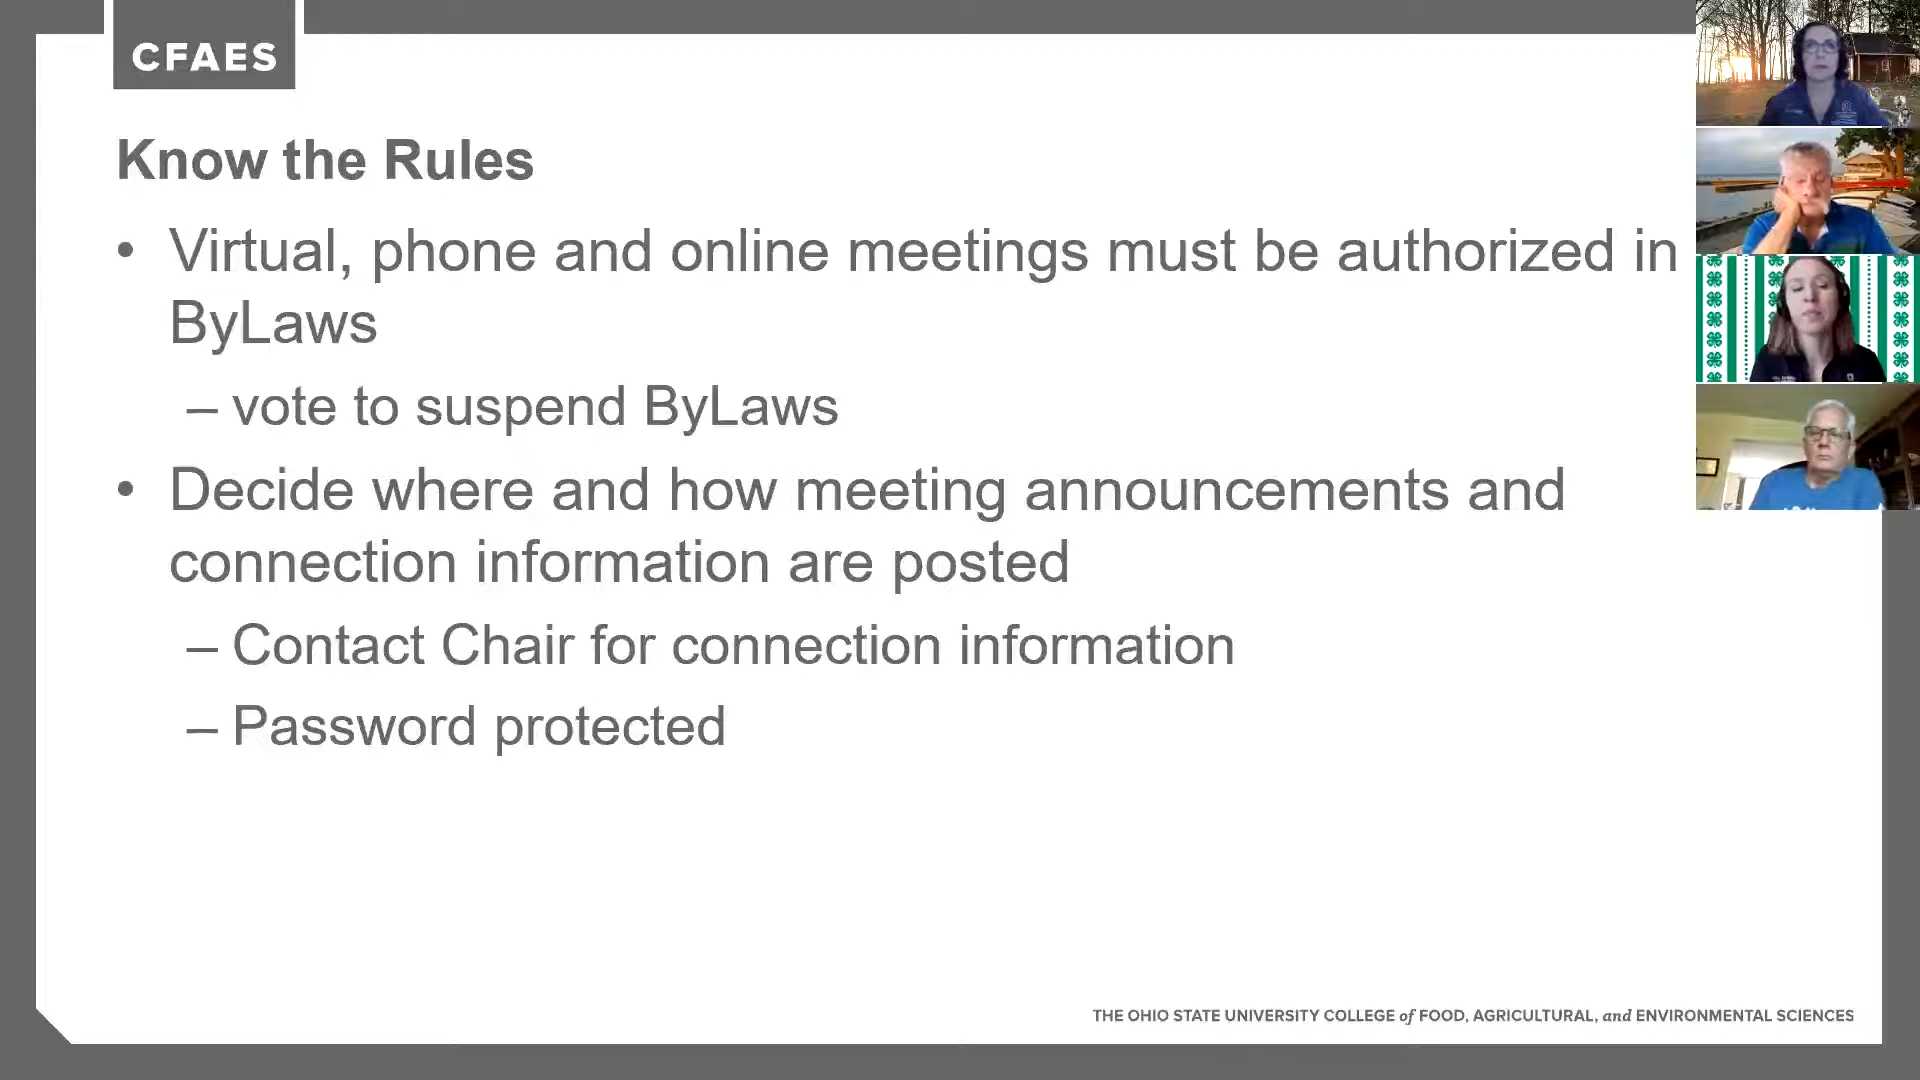 CFAES
Know the Rules
• Virtual, phone and online meetings must be authorized in
ByLaws
– vote to suspend ByLaws
• Decide where and how meeting announcements and
connection information are posted
– Contact Chair for connection information
– Password protected
THE OHIO STATE UNIVERSITY COLLEGE of FOOD, AGRICULTURAL, and ENVIRONMENTAL SCIENCES